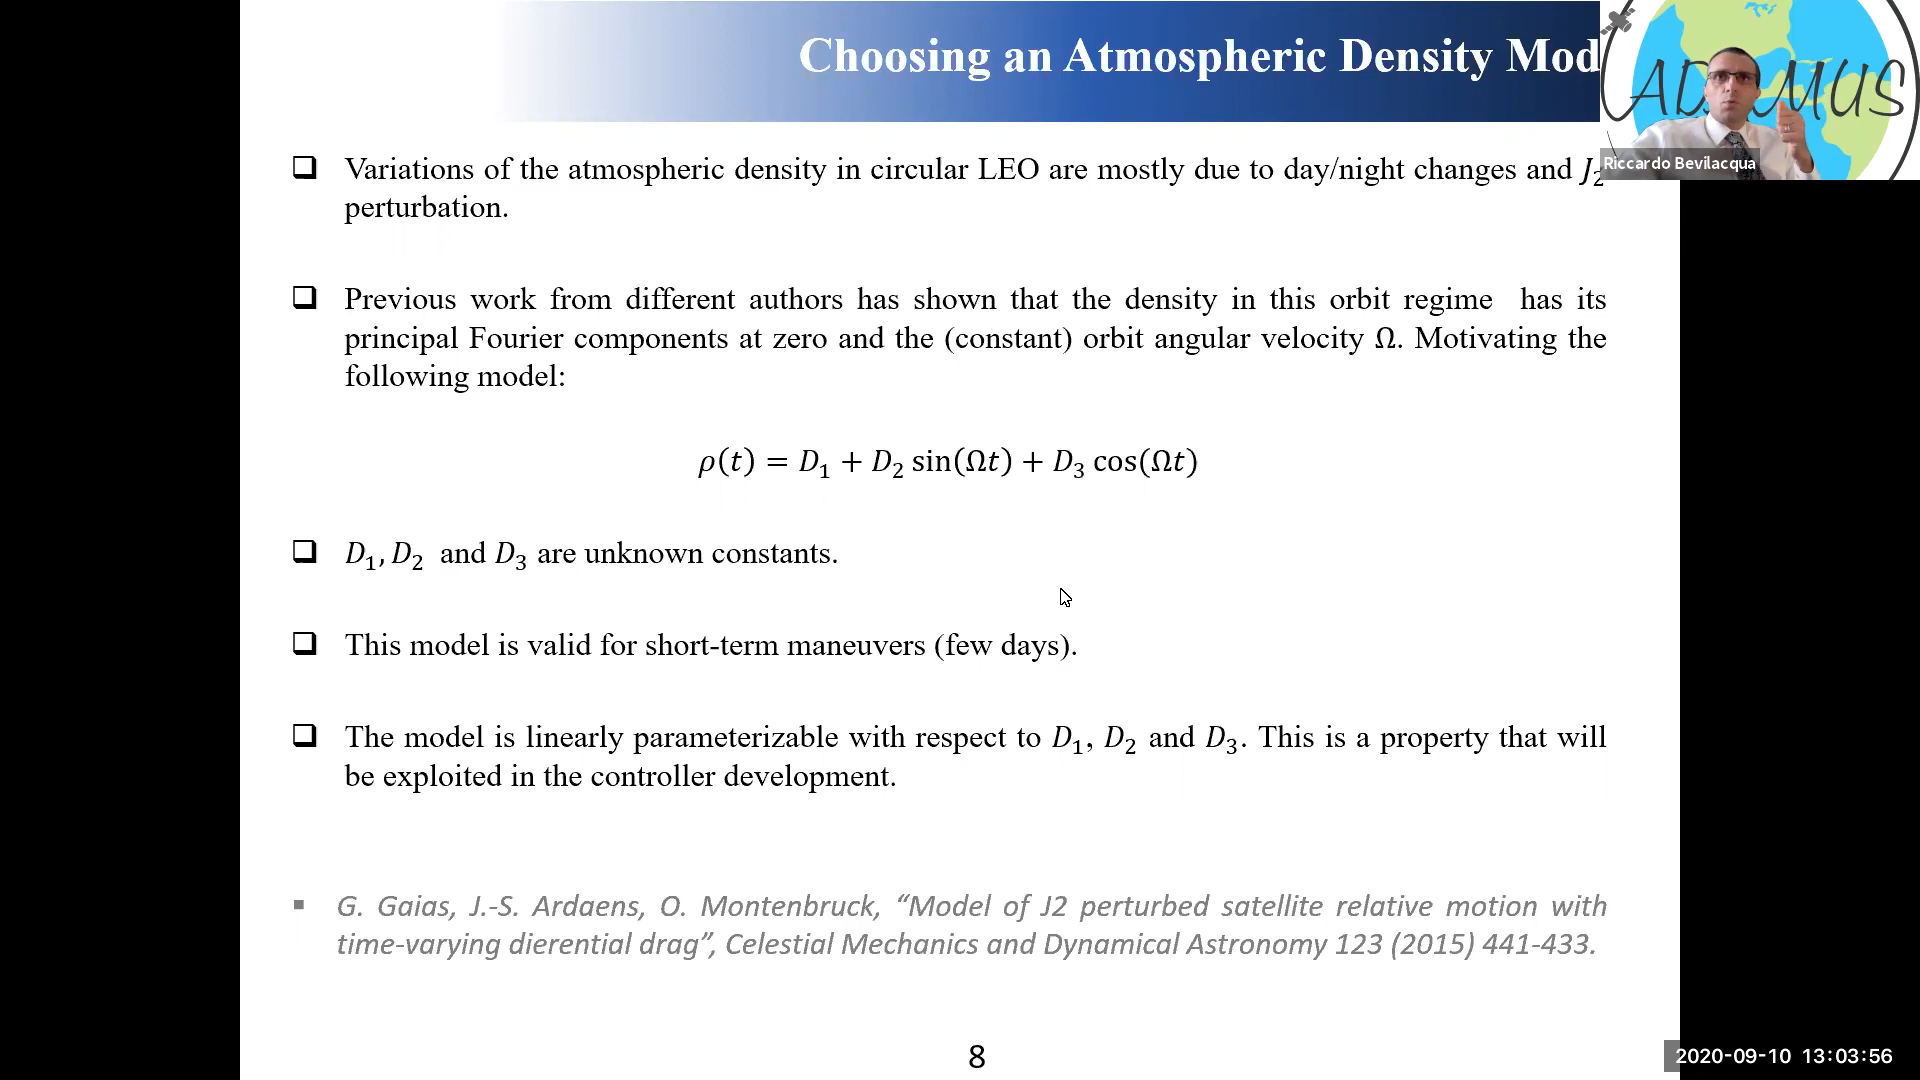 Choosing an Atmospheric Density Mod
ADAMUS
Riccardo Bevilacqua
Variations of the atmospheric density in circular LEO are mostly due to day/night changes and J₂
perturbation.
Previous work from different authors has shown that the density in this orbit regime has its
principal Fourier components at zero and the (constant) orbit angular velocity Ω. Motivating the
following model:
ρ(t) = D₁ + D₂ sin(Ωt) + D₃ cos(Ωt)
D₁, D₂ and D₃ are unknown constants.
This model is valid for short-term maneuvers (few days).
The model is linearly parameterizable with respect to D₁, D₂ and D₃. This is a property that will
be exploited in the controller development.
G. Gaias, J.-S. Ardaens, O. Montenbruck, “Model of J2 perturbed satellite relative motion with
time-varying dierential drag”, Celestial Mechanics and Dynamical Astronomy 123 (2015) 441-433.
8
2020-09-10 13:03:56